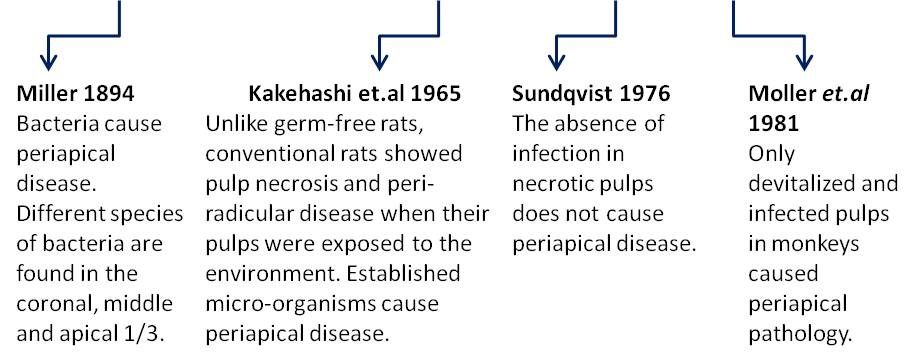 Miller 1894
Bacteria cause
periapical
disease.
Different species
of bacteria are
found in the
coronal, middle
and apical 1/3.
Kakehashi et.al 1965
Unlike germ-free rats,
conventional rats showed
pulp necrosis and peri-
radicular disease when their
pulps were exposed to the
environment. Established
micro-organisms cause
periapical disease.
Sundqvist 1976
The absence of
infection in
necrotic pulps
does not cause
periapical disease.
Moller et.al
1981
Only
devitalized and
infected pulps
in monkeys
caused
periapical
pathology.